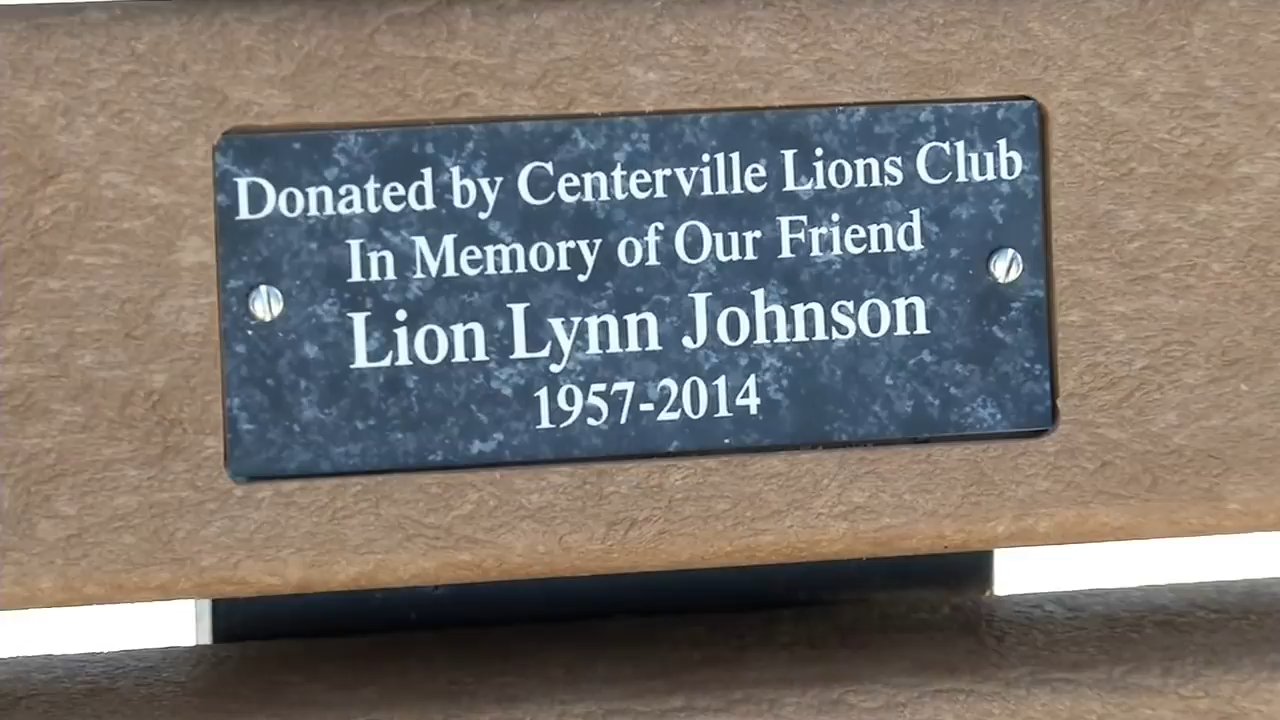 Donated by Centerville Lions Club
In Memory of Our Friend
Lion Lynn Johnson
1957-2014